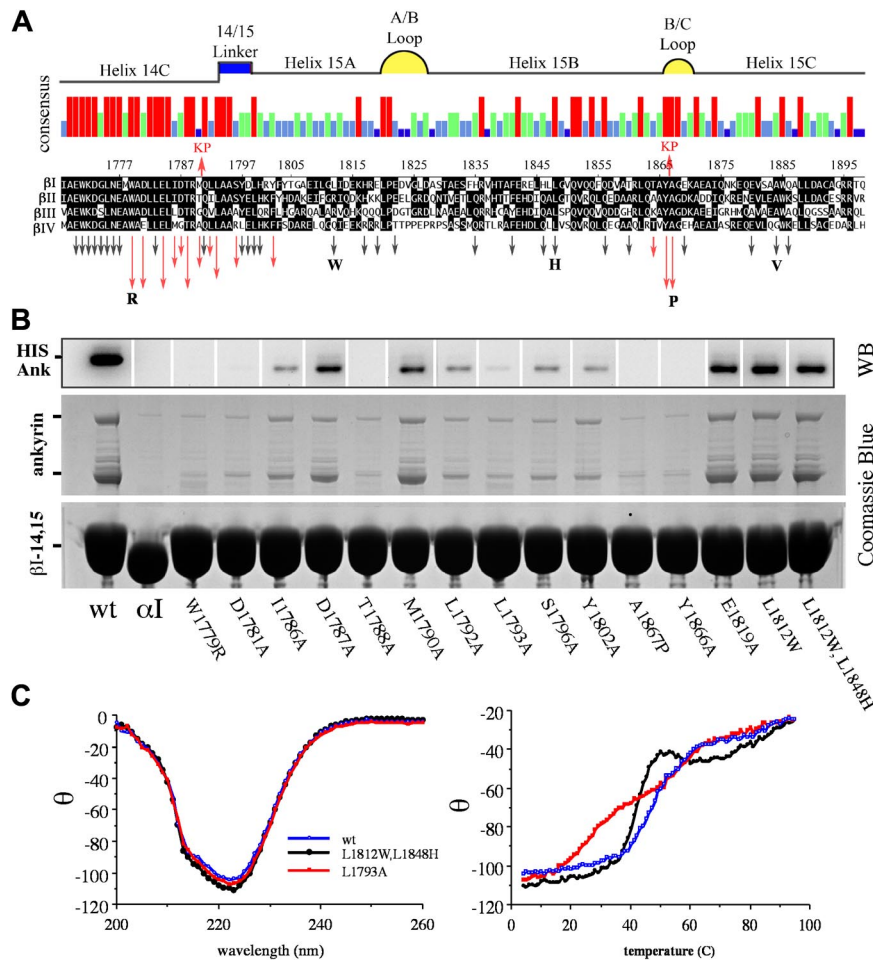 A
14/15
Linker
A/B
Loop
B/C
Loop
Helix 14C
Helix 15A
Helix 15B
Helix 15C
consensus
KP
KP
1777 1787 1797 1805 1815 1825 1835 1845 1855 1865 1875 1885 1895
βI
βII
βIII
βIV
R W H P V
B
HIS
Ank
WB
ankyrin
Coomassie Blue
βI-14,15
wt αI W1779R D1781A I1786A D1787A T1788A M1790A L1792A L1793A S1796A Y1802A A1867P Y1866A E1819A L1812W L1812W, L1848H
C
0
-20
-40
-60
-80
-100
-120
θ
wt
L1812W,L1848H
L1793A
200 220 240 260
wavelength (nm)
-20
-40
-60
-80
-100
-120
θ
0 20 40 60 80 100
temperature (C)